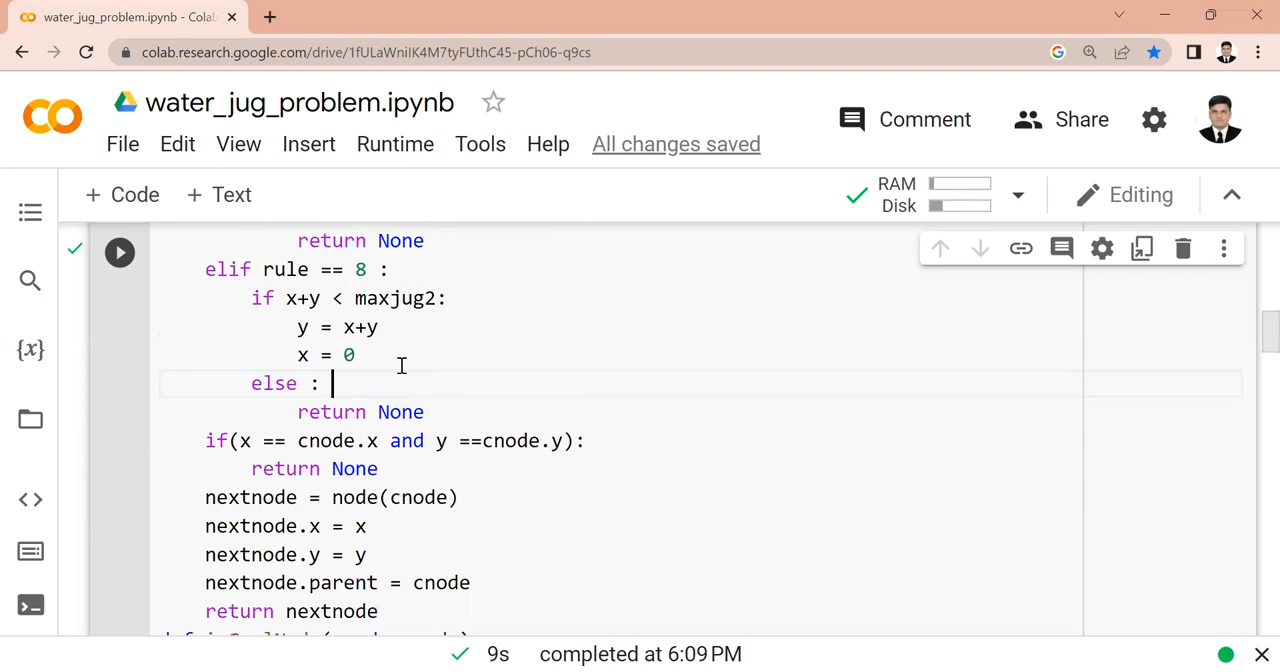 water_jug_problem.ipynb - Colab
colab.research.google.com/drive/1fULaWnilK4M7tyFUthC45-pCh06-q9cs
water_jug_problem.ipynb
File Edit View Insert Runtime Tools Help All changes saved
Comment Share
+ Code + Text
RAM
Disk
Editing
return None
elif rule == 8 :
if x+y < maxjug2:
y = x+y
x = 0
else :
return None
if(x == cnode.x and y ==cnode.y):
return None
nextnode = node(cnode)
nextnode.x = x
nextnode.y = y
nextnode.parent = cnode
return nextnode
9s completed at 6:09 PM